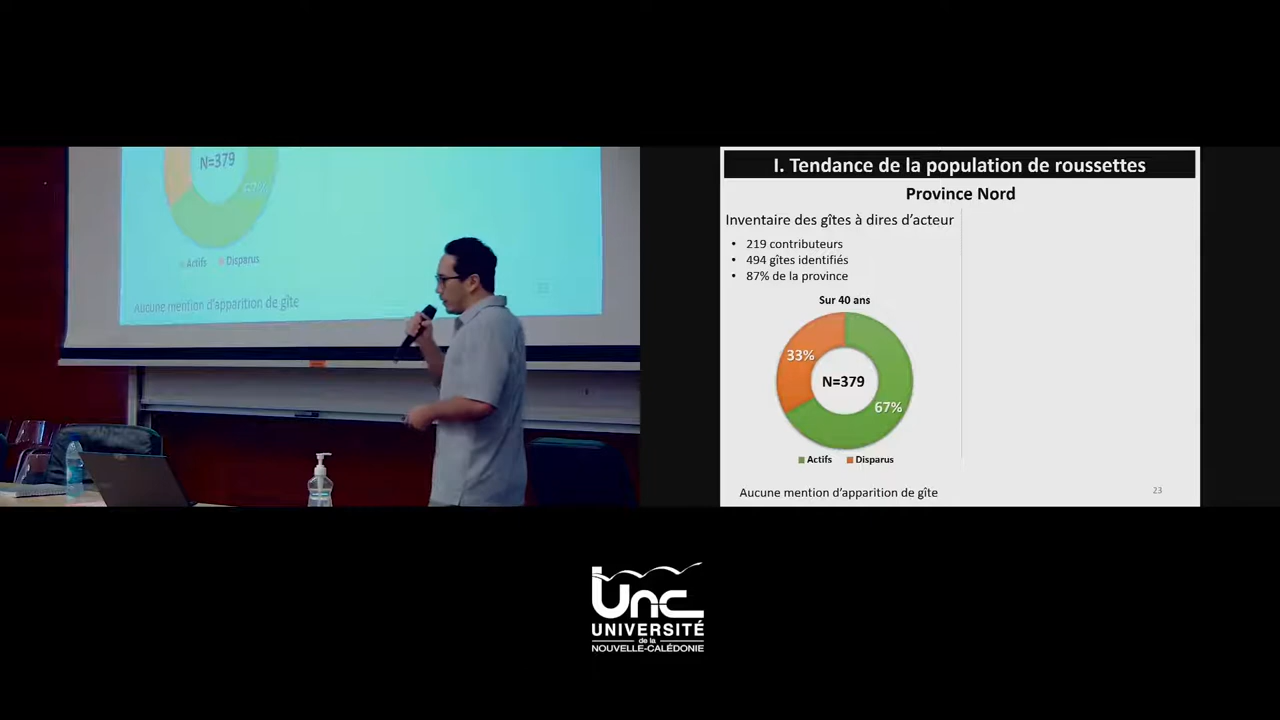 N=379
Actifs Disparus
Aucune mention d'apparition de gîte
I. Tendance de la population de roussettes
Province Nord
Inventaire des gîtes à dires d'acteur
• 219 contributeurs
• 494 gîtes identifiés
• 87% de la province
Sur 40 ans
33%
N=379
67%
Actifs Disparus
Aucune mention d'apparition de gîte
23
unc
UNIVERSITÉ
de la
NOUVELLE-CALÉDONIE